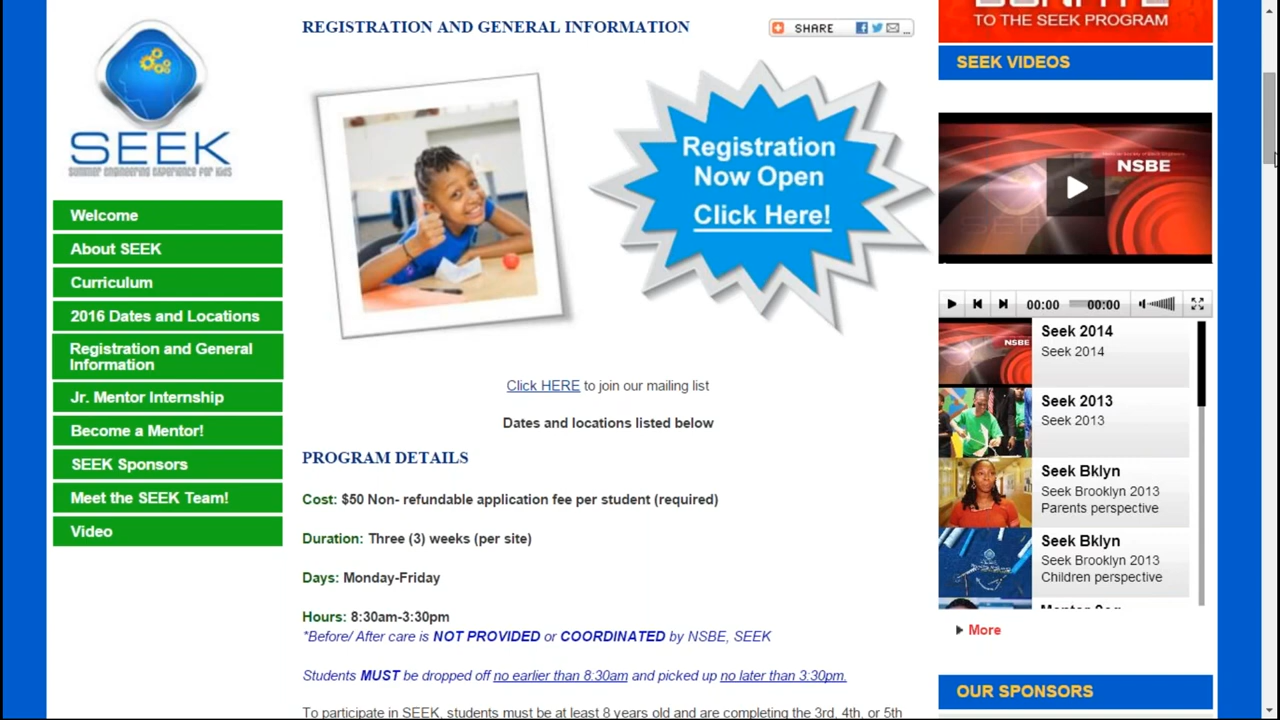 SEEK
Summer engineering experience for kids
Welcome
About SEEK
Curriculum
2016 Dates and Locations
Registration and General
Information
Jr. Mentor Internship
Become a Mentor!
SEEK Sponsors
Meet the SEEK Team!
Video
REGISTRATION AND GENERAL INFORMATION
SHARE
Registration
Now Open
Click Here!
Click HERE to join our mailing list
Dates and locations listed below
PROGRAM DETAILS
Cost: $50 Non- refundable application fee per student (required)
Duration: Three (3) weeks (per site)
Days: Monday-Friday
Hours: 8:30am-3:30pm
*Before/ After care is NOT PROVIDED or COORDINATED by NSBE, SEEK
Students MUST be dropped off no earlier than 8:30am and picked up no later than 3:30pm.
To participate in SEEK, students must be at least 8 years old and are completing the 3rd, 4th, or 5th
TO THE SEEK PROGRAM
SEEK VIDEOS
NSBE
00:00 00:00
NSBE
Seek 2014
Seek 2014
Seek 2013
Seek 2013
Seek Bklyn
Seek Brooklyn 2013
Parents perspective
Seek Bklyn
Seek Brooklyn 2013
Children perspective
More
OUR SPONSORS